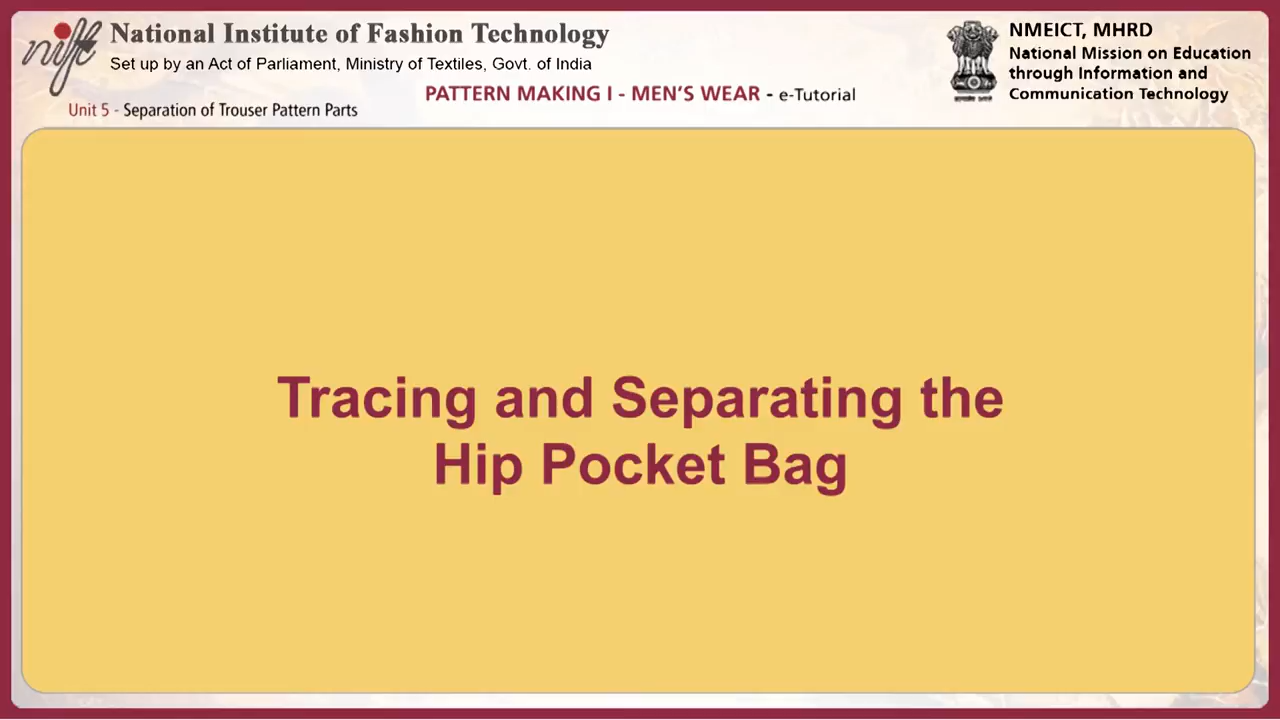 nift
National Institute of Fashion Technology
Set up by an Act of Parliament, Ministry of Textiles, Govt. of India
PATTERN MAKING I - MEN'S WEAR - e-Tutorial
Unit 5 - Separation of Trouser Pattern Parts
NMEICT, MHRD
National Mission on Education
through Information and
Communication Technology
Tracing and Separating the
Hip Pocket Bag